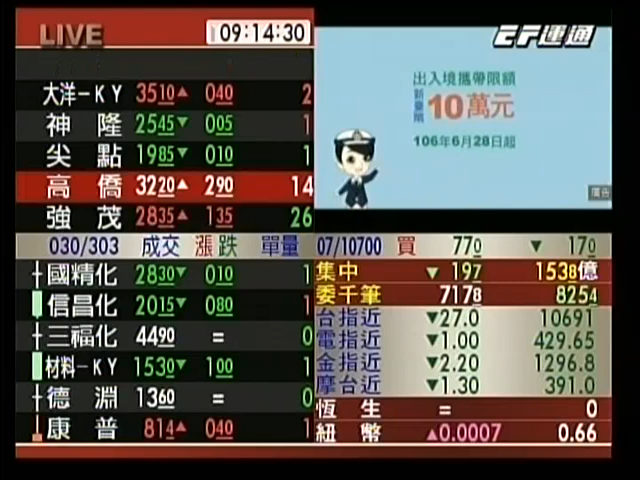 LIVE 09:14:30
大洋－KY 3510▲ 040 2
神隆 2545▼ 005 1
尖點 1985▼ 010 1
高僑 3220▲ 290 14
強茂 2835▲ 135 26
030/303 成交 漲跌 單量
國精化 2830▼ 010 1
信昌化 2015▼ 080 1
三福化 4490 = 0
材料－KY 1530▼ 100 1
德淵 1360 = 0
康普 814▲ 040 1
運通
出入境攜帶限額
新臺幣 10萬元
106年6月28日起
廣告
07/10700 買 770 ▼ 170
集中 ▼ 197 1538億
委千筆 7178 8254
台指近 ▼27.0 10691
電指近 ▼1.00 429.65
金指近 ▼2.20 1296.8
摩台近 ▼1.30 391.0
恆生 = 0
紐幣 ▲0.0007 0.66